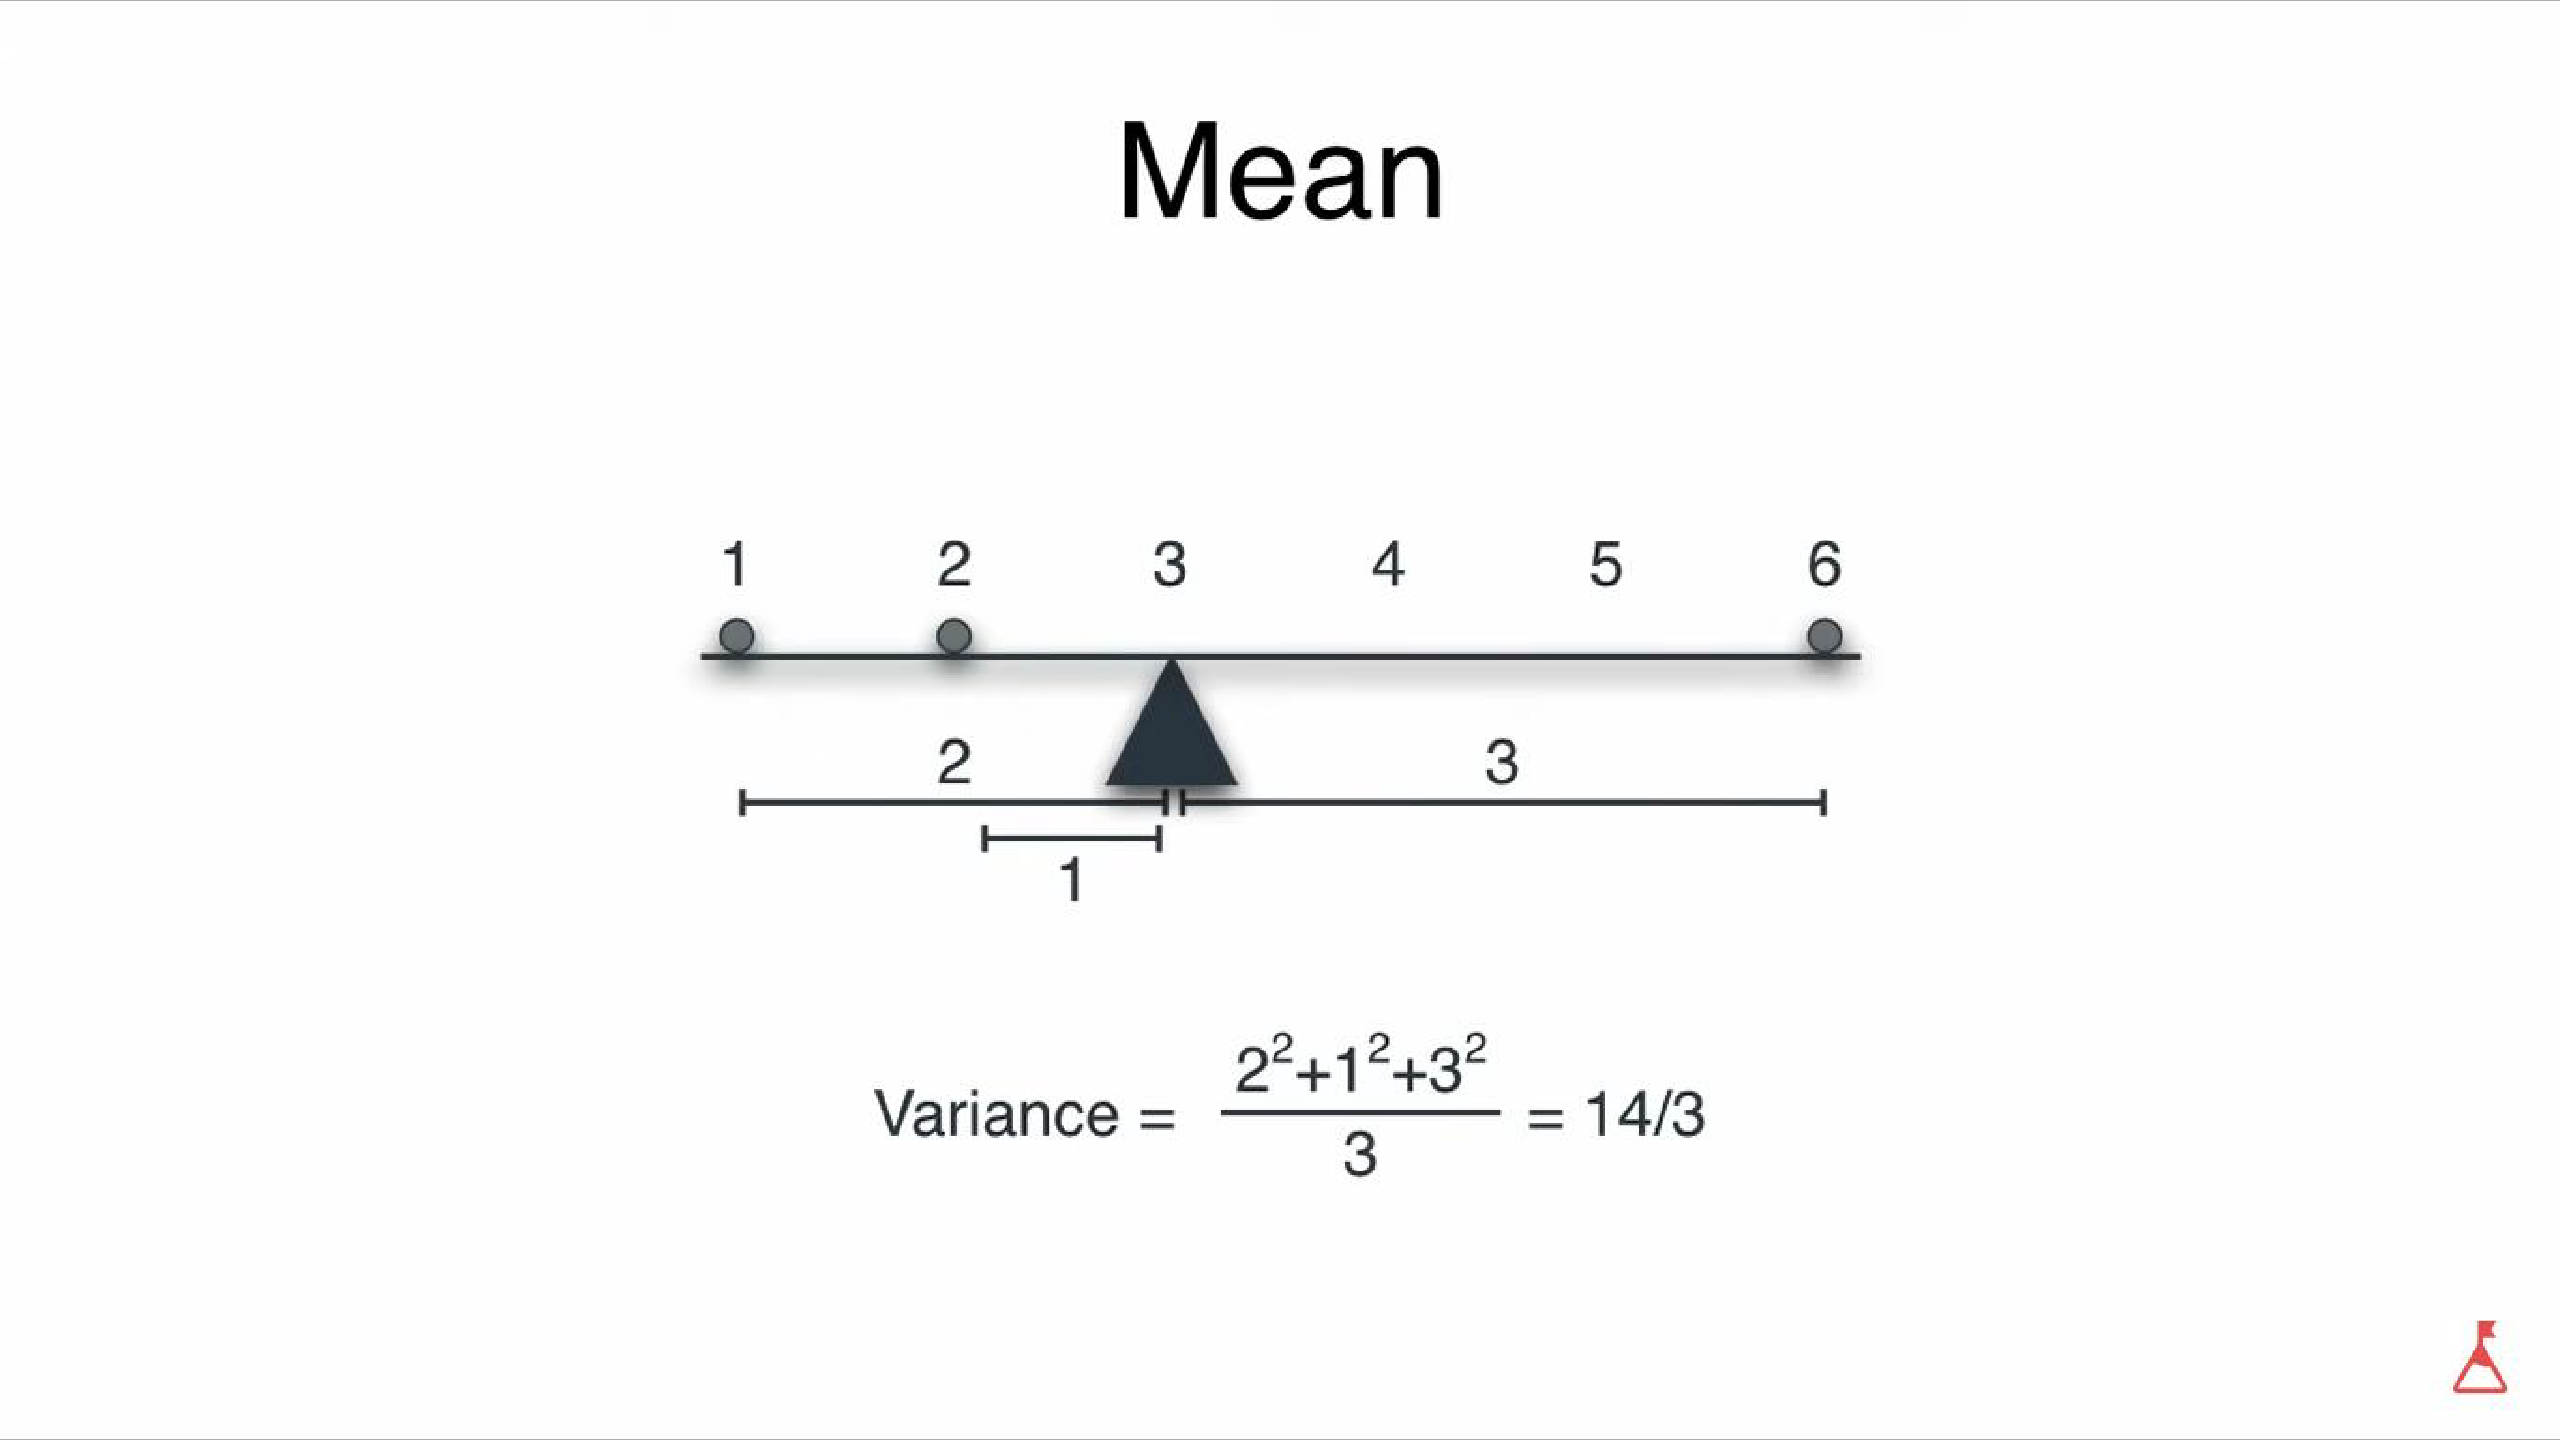 Mean
1 2 3 4 5 6
2 3
1
Variance = 2²+1²+3² / 3 = 14/3